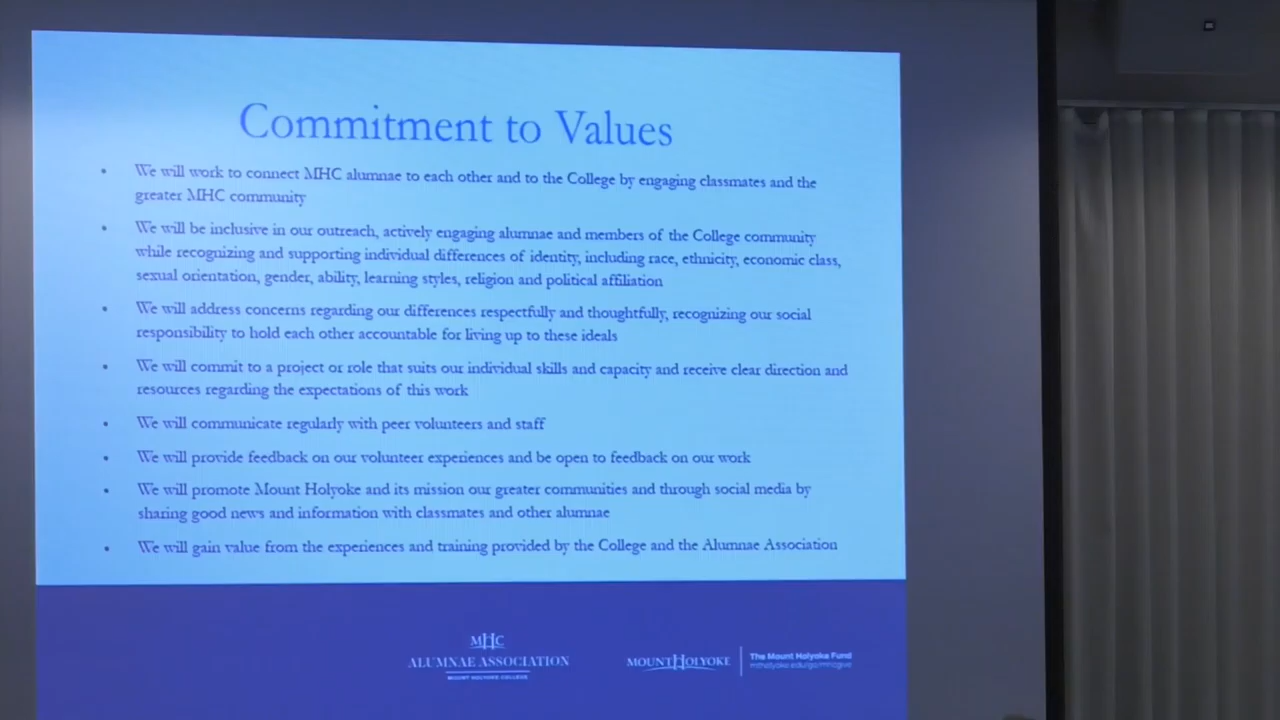 Commitment to Values
• We will work to connect MHC alumnae to each other and to the College by engaging classmates and the
greater MHC community
• We will be inclusive in our outreach, actively engaging alumnae and members of the College community
while recognizing and supporting individual differences of identity, including race, ethnicity, economic class,
sexual orientation, gender, ability, learning styles, religion and political affiliation
• We will address concerns regarding our differences respectfully and thoughtfully, recognizing our social
responsibility to hold each other accountable for living up to these ideals
• We will commit to a project or role that suits our individual skills and capacity and receive clear direction and
resources regarding the expectations of this work
• We will communicate regularly with peer volunteers and staff
• We will provide feedback on our volunteer experiences and be open to feedback on our work
• We will promote Mount Holyoke and its mission our greater communities and through social media by
sharing good news and information with classmates and other alumnae
• We will gain value from the experiences and training provided by the College and the Alumnae Association
MHC
ALUMNAE ASSOCIATION
MOUNT HOLYOKE COLLEGE
MOUNT HOLYOKE
The Mount Holyoke Fund
mtholyoke.edu/go/mhcgive